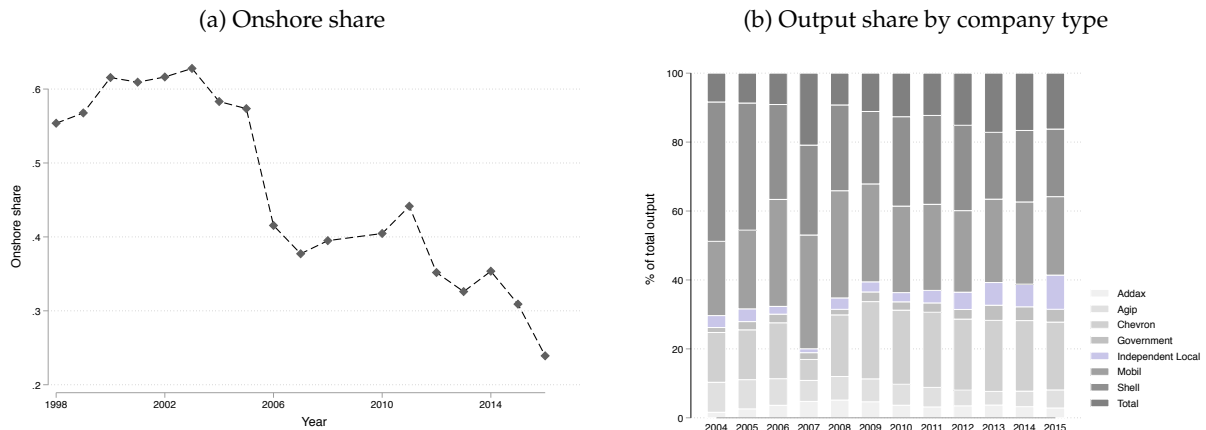 (a) Onshore share
.6
.5
.4
.3
.2
Onshore share
1998 2002 2006 2010 2014
Year
(b) Output share by company type
100
80
60
40
20
0
% of total output
2004 2005 2006 2007 2008 2009 2010 2011 2012 2013 2014 2015
Addax
Agip
Chevron
Government
Independent Local
Mobil
Shell
Total